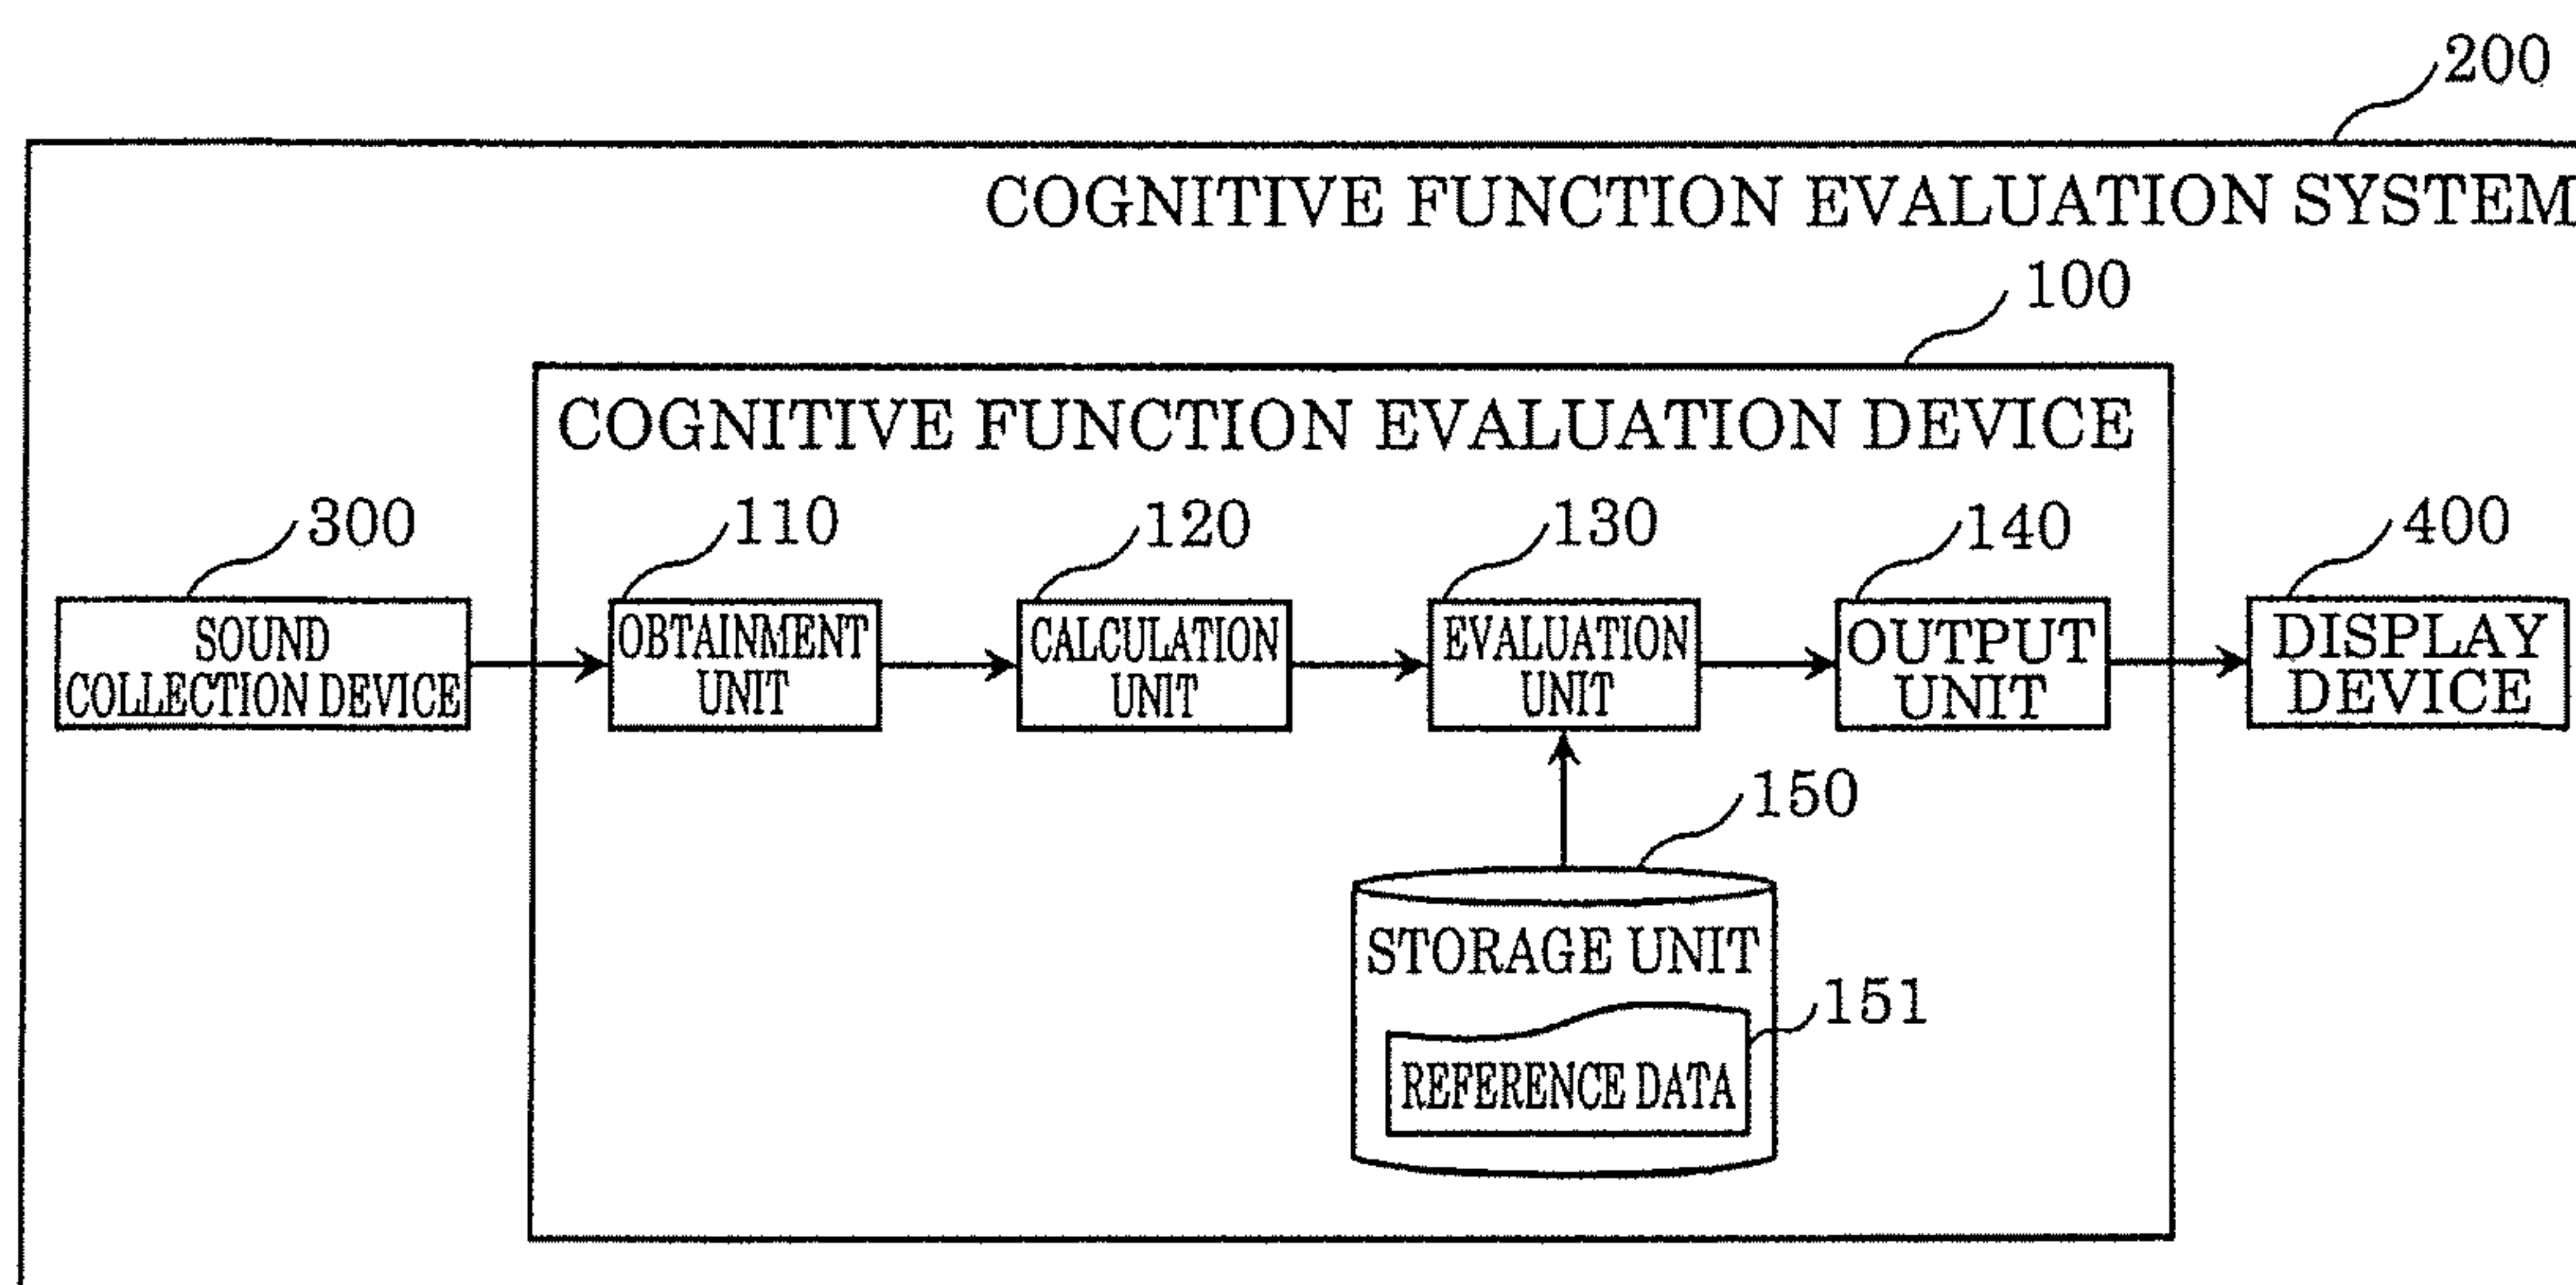 200
COGNITIVE FUNCTION EVALUATION SYSTEM
100
COGNITIVE FUNCTION EVALUATION DEVICE
300
110
120
130
140
400
SOUND
COLLECTION DEVICE
OBTAINMENT
UNIT
CALCULATION
UNIT
EVALUATION
UNIT
OUTPUT
UNIT
DISPLAY
DEVICE
150
STORAGE UNIT
151
REFERENCE DATA